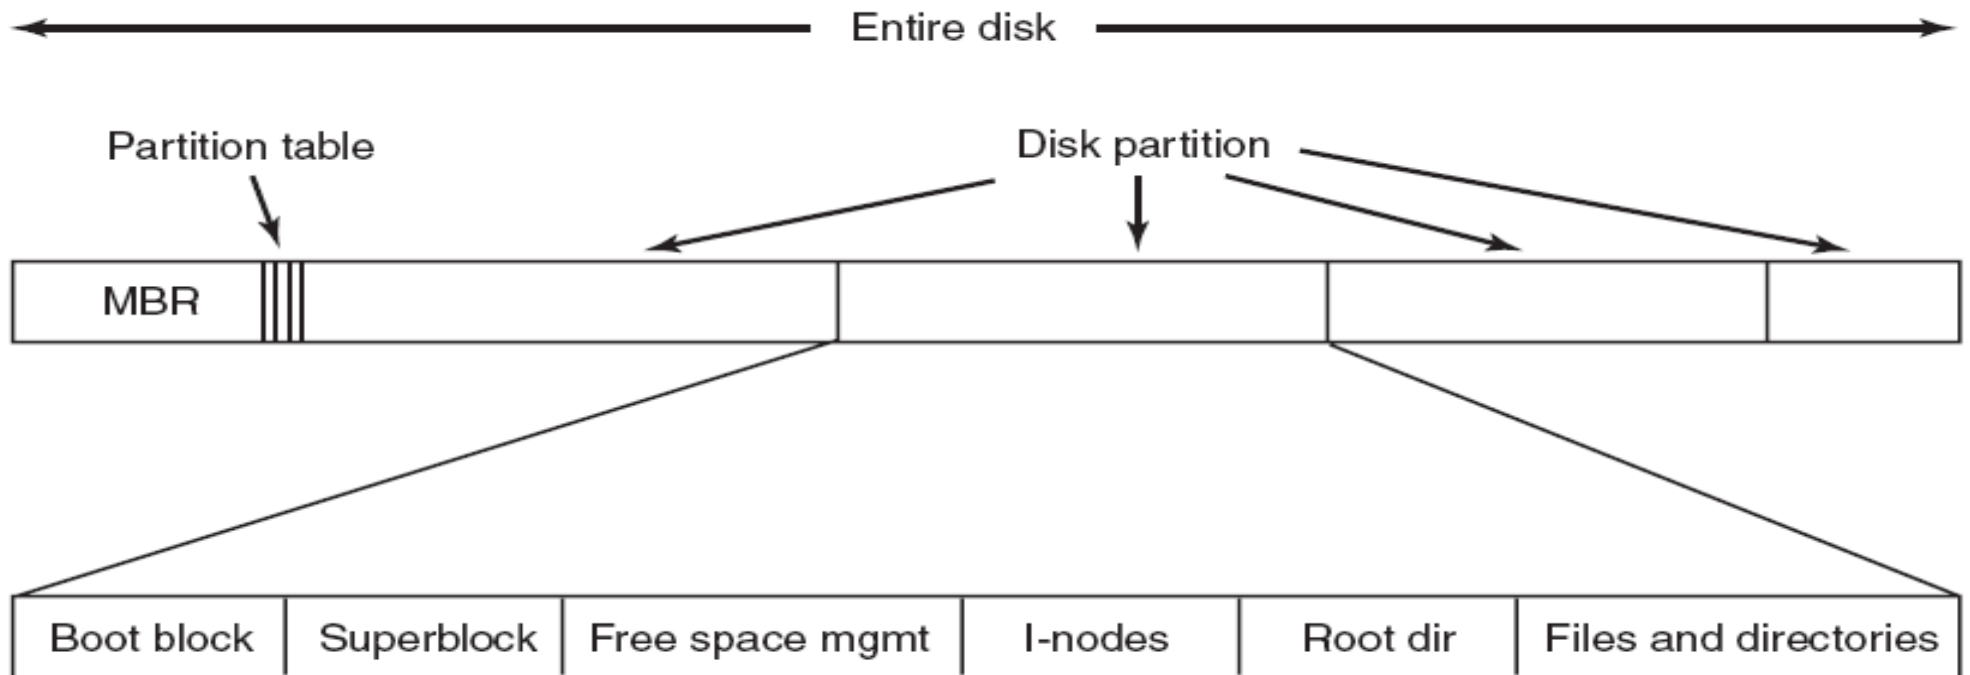 Entire disk
Partition table
Disk partition
MBR
Boot block
Superblock
Free space mgmt
I-nodes
Root dir
Files and directories